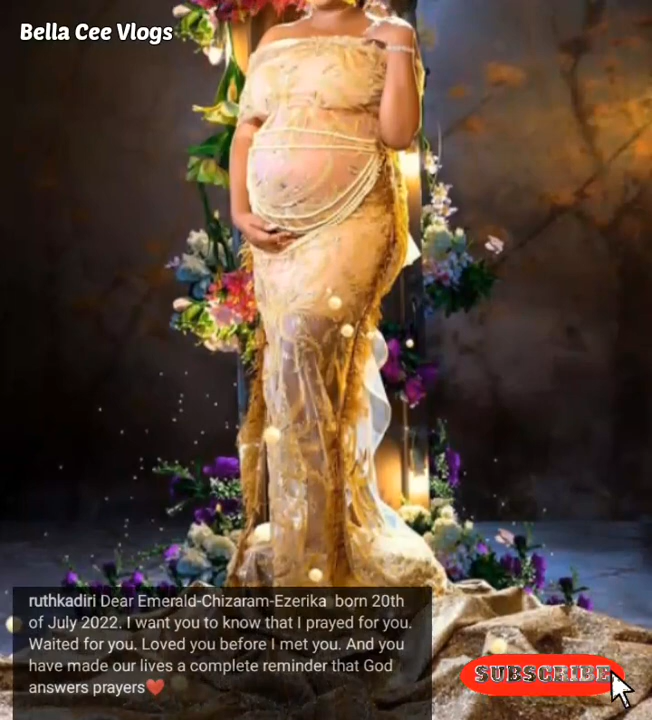 Bella Cee Vlogs
ruthkadiri Dear Emerald-Chizaram-Ezerika born 20th
of July 2022. I want you to know that I prayed for you.
Waited for you. Loved you before I met you. And you
have made our lives a complete reminder that God
answers prayers❤️
SUBSCRIBE